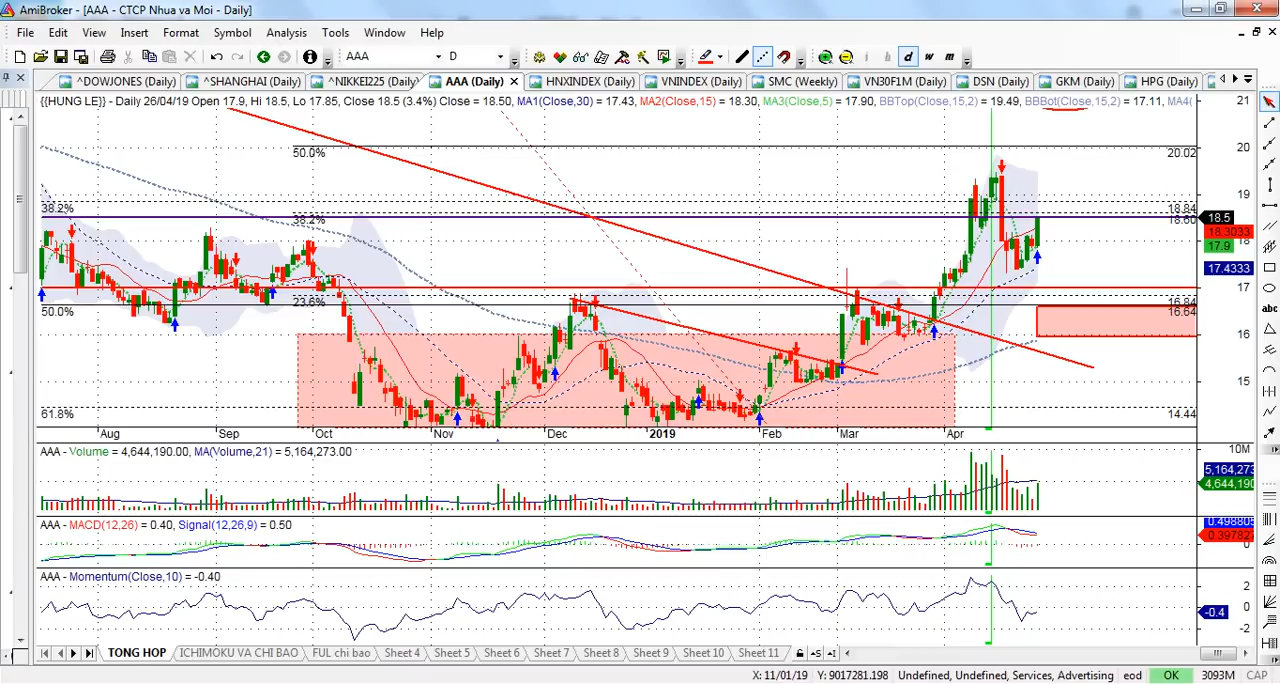 AmiBroker - [AAA - CTCP Nhua va Moi - Daily]
File Edit View Insert Format Symbol Analysis Tools Window Help
AAA D d w m
^DOWJONES (Daily) ^SHANGHAI (Daily) ^NIKKEI225 (Daily) AAA (Daily) HNXINDEX (Daily) VNINDEX (Daily) SMC (Weekly) VN30F1M (Daily) DSN (Daily) GKM (Daily) HPG (Daily)
{{HUNG LE}} - Daily 26/04/19 Open 17.9, Hi 18.5, Lo 17.85, Close 18.5 (3.4%) Close = 18.50, MA1(Close,30) = 17.43, MA2(Close,15) = 18.30, MA3(Close,5) = 17.90, BBTop(Close,15,2) = 19.49, BBBot(Close,15,2) = 17.11, MA4(
21
50.0% 20.02 20
19
38.2% 18.84
38.2% 18.60 18.5
18.3033
18 17.9
17.4333
17
23.6% 16.84
50.0% 16.64
16
abc
15
61.8% 14.44
Aug Sep Oct Nov Dec 2019 Feb Mar Apr
AAA - Volume = 4,644,190.00, MA(Volume,21) = 5,164,273.00 10M
5,164,273
4,644,190
AAA - MACD(12,26) = 0.40, Signal(12,26,9) = 0.50 0.498805
0.397827
0
AAA - Momentum(Close,10) = -0.40
2
0
-0.4
-2
TONG HOP ICHIMOKU VA CHI BAO FUL chi bao Sheet 4 Sheet 5 Sheet 6 Sheet 7 Sheet 8 Sheet 9 Sheet 10 Sheet 11
X: 11/01/19 Y: 9017281.198 Undefined, Undefined, Services, Advertising eod OK 3093M CAP